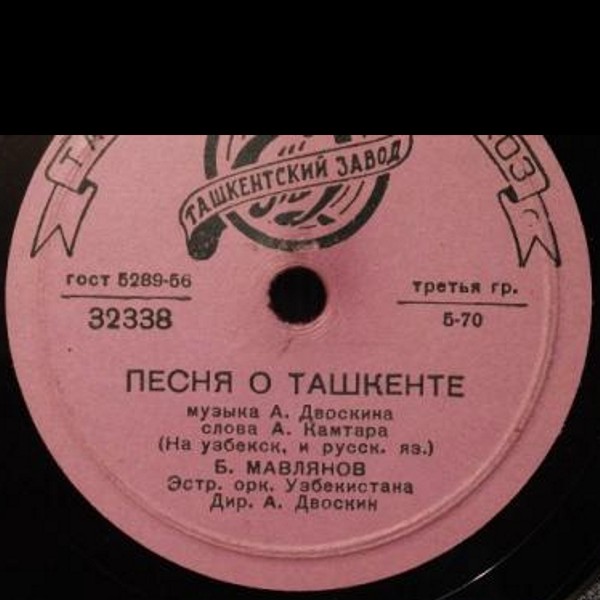 ТАШКЕНТСКИЙ ЗАВОД
гост 5289-56
32338
третья гр.
5-70
ПЕСНЯ О ТАШКЕНТЕ
музыка А. Двоскина
слова А. Камтара
(На узбекск. и русск. яз.)
Б. МАВЛЯНОВ
Эстр. орк. Узбекистана
Дир. А. Двоскин